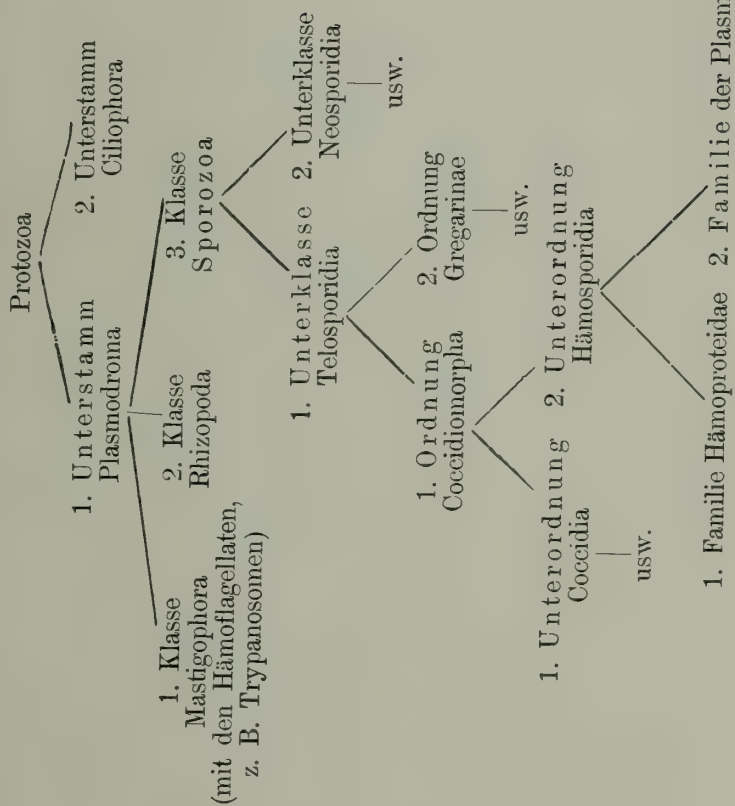 Protozoa
1. Unterstamm
Plasmodroma
2. Unterstamm
Ciliophora
1. Klasse
Mastigophora
(mit den Hämoflagellaten,
z. B. Trypanosomen)
2. Klasse
Rhizopoda
3. Klasse
Sporozoa
1. Unterklasse
Telosporidia
2. Unterklasse
Neosporidia
usw.
1. Ordnung
Coccidiomorpha
2. Ordnung
Gregarinae
usw.
1. Unterordnung
Coccidia
usw.
2. Unterordnung
Hämosporidia
1. Familie Hämoproteidae 2. Familie der